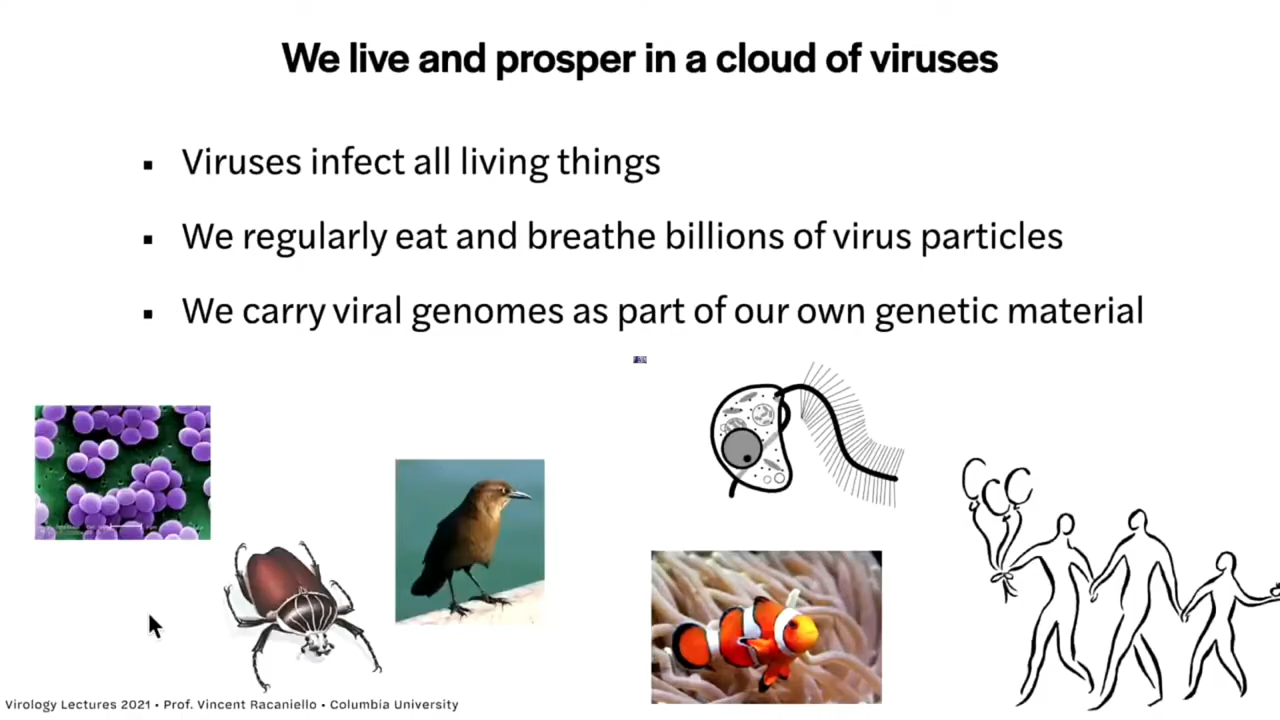 We live and prosper in a cloud of viruses
▪ Viruses infect all living things
▪ We regularly eat and breathe billions of virus particles
▪ We carry viral genomes as part of our own genetic material
Virology Lectures 2021 • Prof. Vincent Racaniello • Columbia University